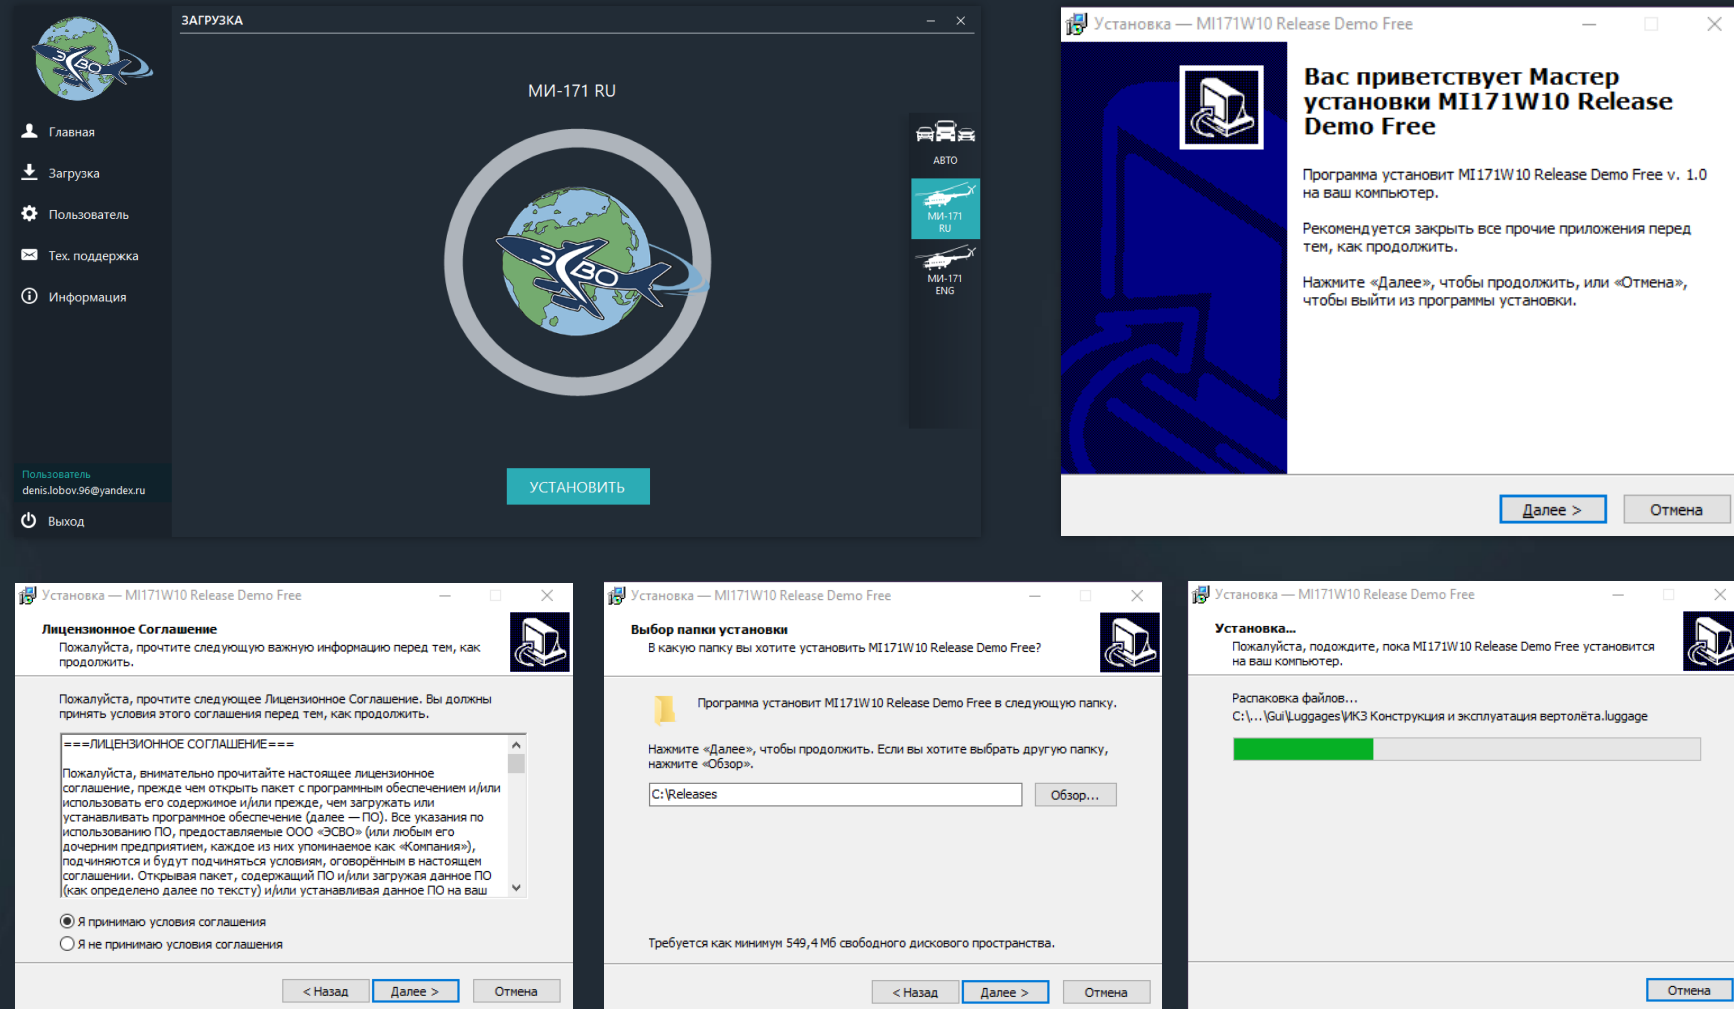 ЗАГРУЗКА
ЭСВО
Главная
Загрузка
Пользователь
Тех. поддержка
Информация
Пользователь
denis.lobov.96@yandex.ru
Выход
МИ-171 RU
ЭСВО
УСТАНОВИТЬ
АВТО
МИ-171
RU
МИ-171
ENG
Установка — MI171W10 Release Demo Free
Вас приветствует Мастер
установки MI171W10 Release
Demo Free
Программа установит MI171W10 Release Demo Free v. 1.0
на ваш компьютер.
Рекомендуется закрыть все прочие приложения перед
тем, как продолжить.
Нажмите «Далее», чтобы продолжить, или «Отмена»,
чтобы выйти из программы установки.
Далее >
Отмена
Установка — MI171W10 Release Demo Free
Лицензионное Соглашение
Пожалуйста, прочтите следующую важную информацию перед тем, как
продолжить.
Пожалуйста, прочтите следующее Лицензионное Соглашение. Вы должны
принять условия этого соглашения перед тем, как продолжить.
===ЛИЦЕНЗИОННОЕ СОГЛАШЕНИЕ===
Пожалуйста, внимательно прочитайте настоящее лицензионное
соглашение, прежде чем открыть пакет с программным обеспечением и/или
использовать его содержимое и/или прежде, чем загружать или
устанавливать программное обеспечение (далее — ПО). Все указания по
использованию ПО, предоставляемые ООО «ЭСВО» (или любым его
дочерним предприятием, каждое из них упоминаемое как «Компания»),
подчиняются и будут подчиняться условиям, оговорённым в настоящем
соглашении. Открывая пакет, содержащий ПО и/или загружая данное ПО
(как определено далее по тексту) и/или устанавливая данное ПО на ваш
Я принимаю условия соглашения
Я не принимаю условия соглашения
< Назад
Далее >
Отмена
Установка — MI171W10 Release Demo Free
Выбор папки установки
В какую папку вы хотите установить MI171W10 Release Demo Free?
Программа установит MI171W10 Release Demo Free в следующую папку.
Нажмите «Далее», чтобы продолжить. Если вы хотите выбрать другую папку,
нажмите «Обзор».
C:\Releases
Обзор...
Требуется как минимум 549,4 Мб свободного дискового пространства.
< Назад
Далее >
Отмена
Установка — MI171W10 Release Demo Free
Установка...
Пожалуйста, подождите, пока MI171W10 Release Demo Free установится
на ваш компьютер.
Распаковка файлов...
C:\...\Gui\Luggages\ИКЗ Конструкция и эксплуатация вертолёта.luggage
Отмена